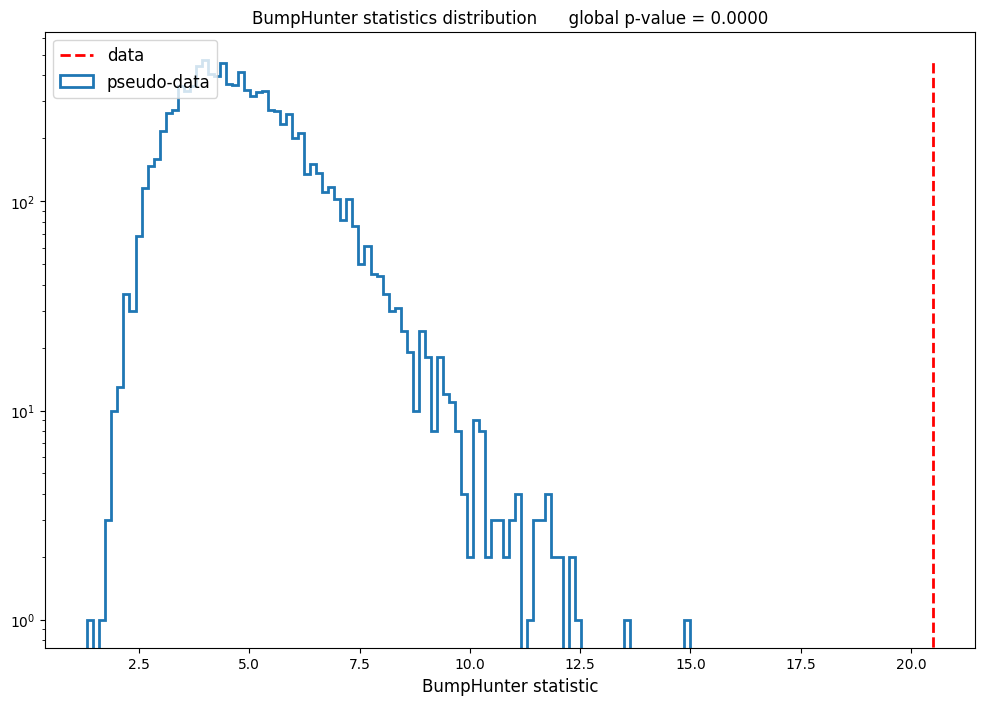 BumpHunter statistics distribution      global p-value = 0.0000
data
pseudo-data
10^2
10^1
10^0
2.5 5.0 7.5 10.0 12.5 15.0 17.5 20.0
BumpHunter statistic